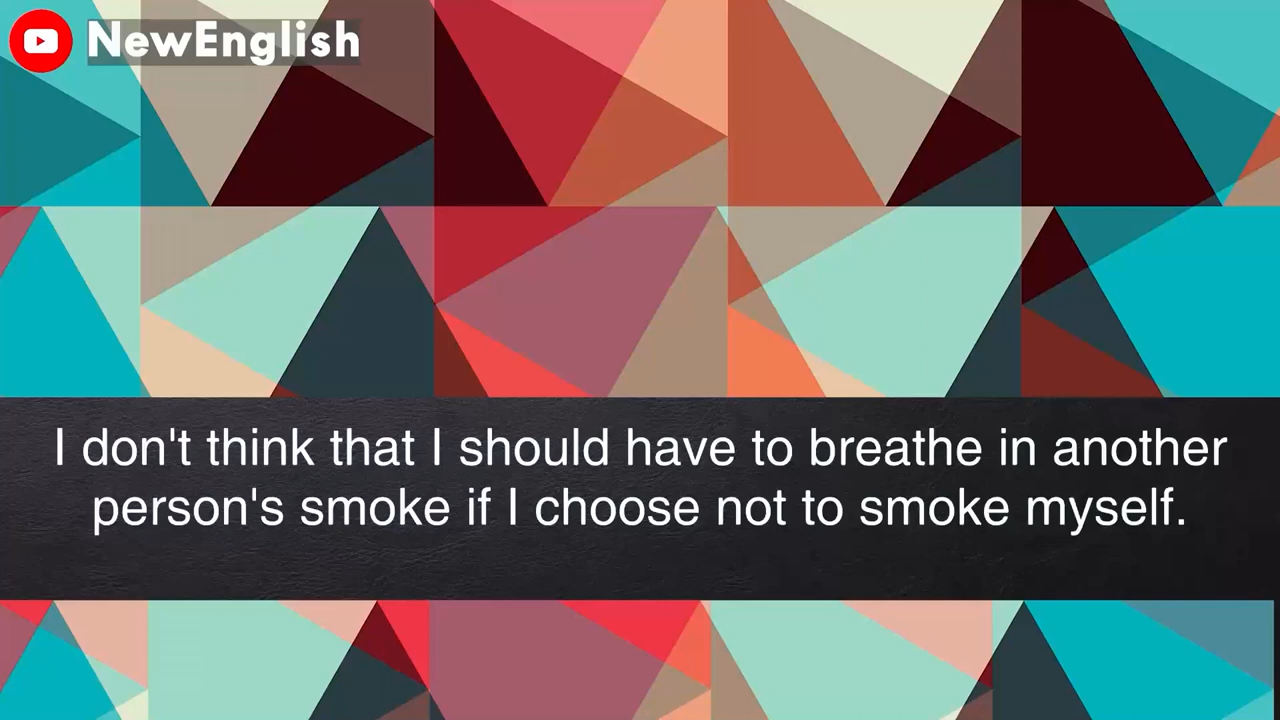 NewEnglish
I don't think that I should have to breathe in another
person's smoke if I choose not to smoke myself.